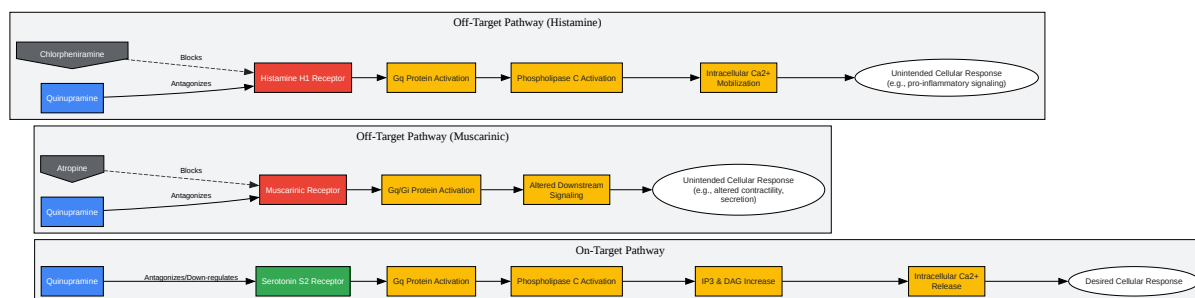 Off-Target Pathway (Histamine)
Chlorpheniramine
Blocks
Quinupramine
Antagonizes
Histamine H1 Receptor
Gq Protein Activation
Phospholipase C Activation
Intracellular Ca2+
Mobilization
Unintended Cellular Response
(e.g., pro-inflammatory signaling)
Off-Target Pathway (Muscarinic)
Atropine
Blocks
Quinupramine
Antagonizes
Muscarinic Receptor
Gq/Gi Protein Activation
Altered Downstream
Signaling
Unintended Cellular Response
(e.g., altered contractility,
secretion)
On-Target Pathway
Quinupramine
Antagonizes/Down-regulates
Serotonin S2 Receptor
Gq Protein Activation
Phospholipase C Activation
IP3 & DAG Increase
Intracellular Ca2+
Release
Desired Cellular Response